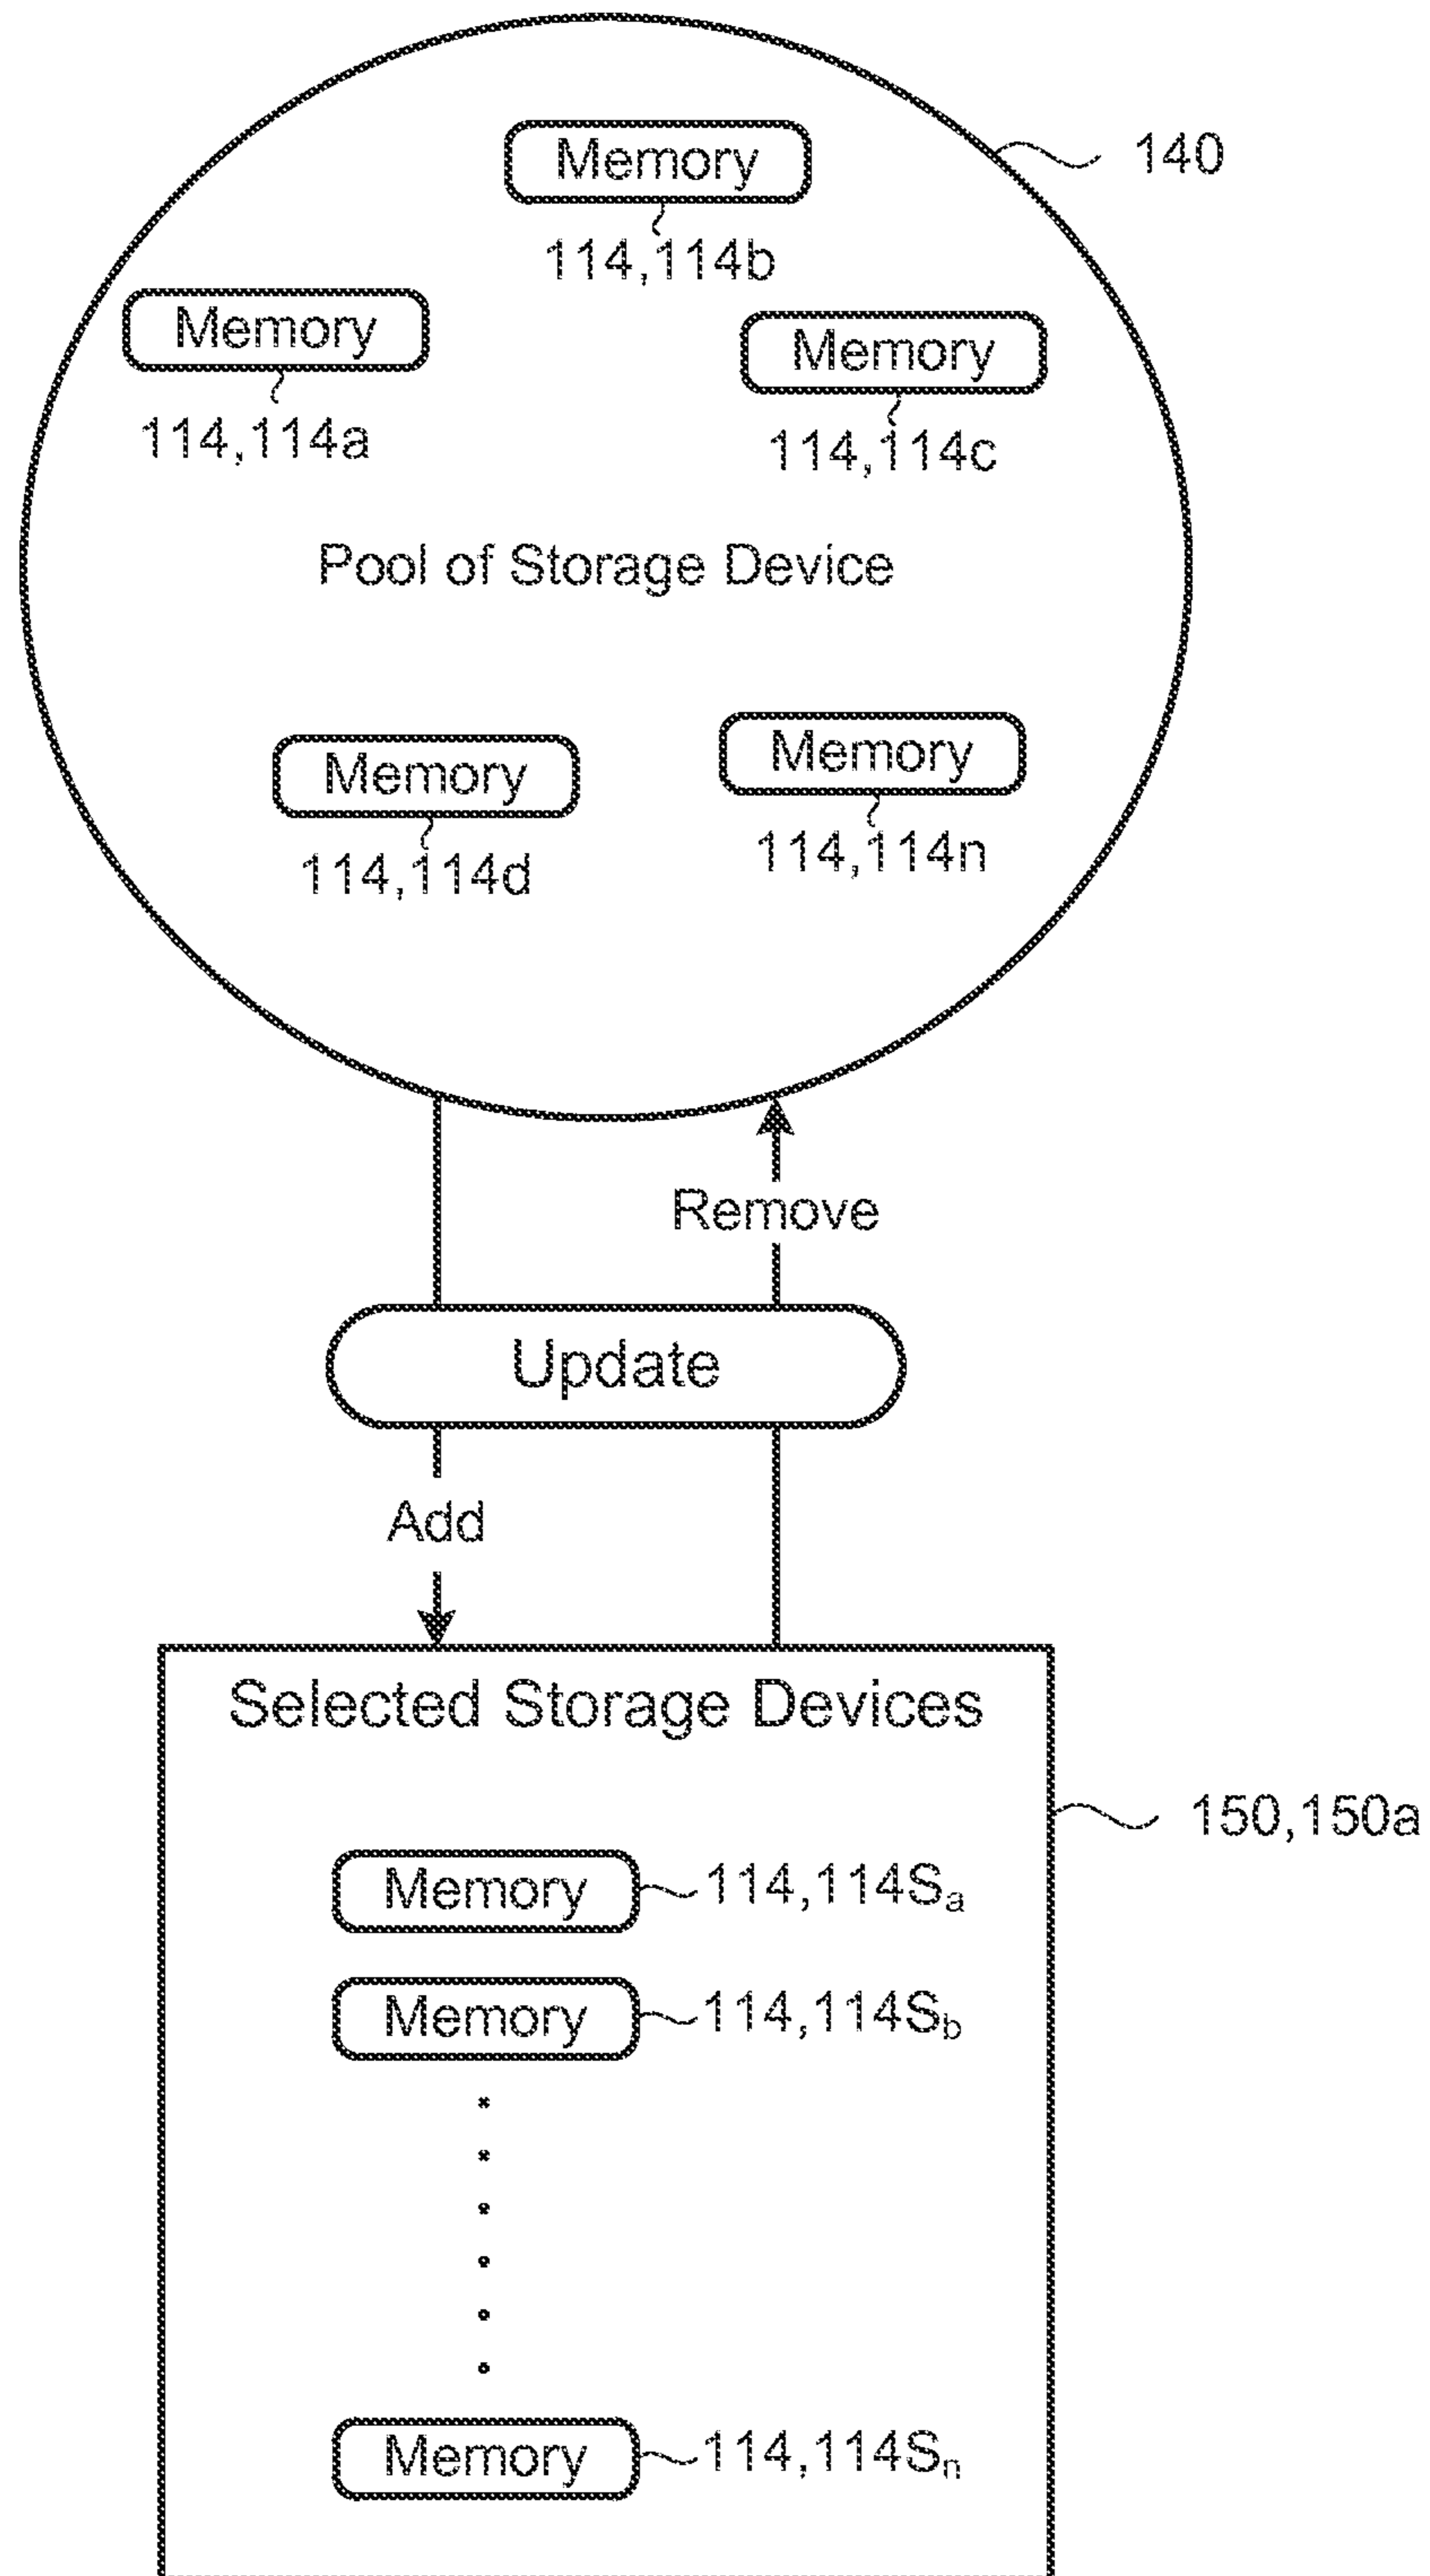 140
Memory
114,114b
Memory
114,114a
Memory
114,114c
Pool of Storage Device
Memory
114,114d
Memory
114,114n
Remove
Update
Add
Selected Storage Devices
150,150a
Memory 114,114Sa
Memory 114,114Sb
Memory 114,114Sn